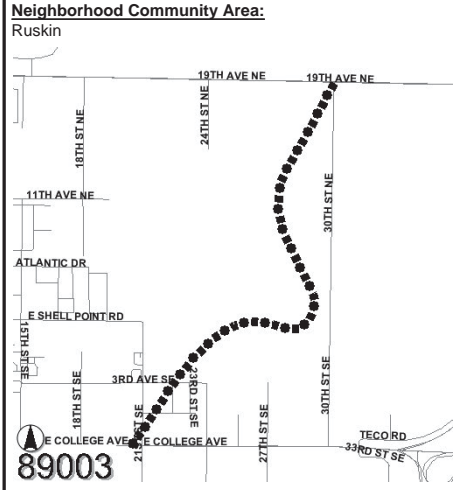 Neighborhood Community Area:
Ruskin
19TH AVE NE
19TH AVE NE
18TH ST NE
24TH ST NE
30TH ST NE
11TH AVE NE
ATLANTIC DR
E SHELL POINT RD
15TH ST SE
3RD AVE SE
23RD ST SE
18TH ST SE
30TH ST SE
27TH ST SE
E COLLEGE AVE
E COLLEGE AVE
TECO RD
33RD ST SE
89003